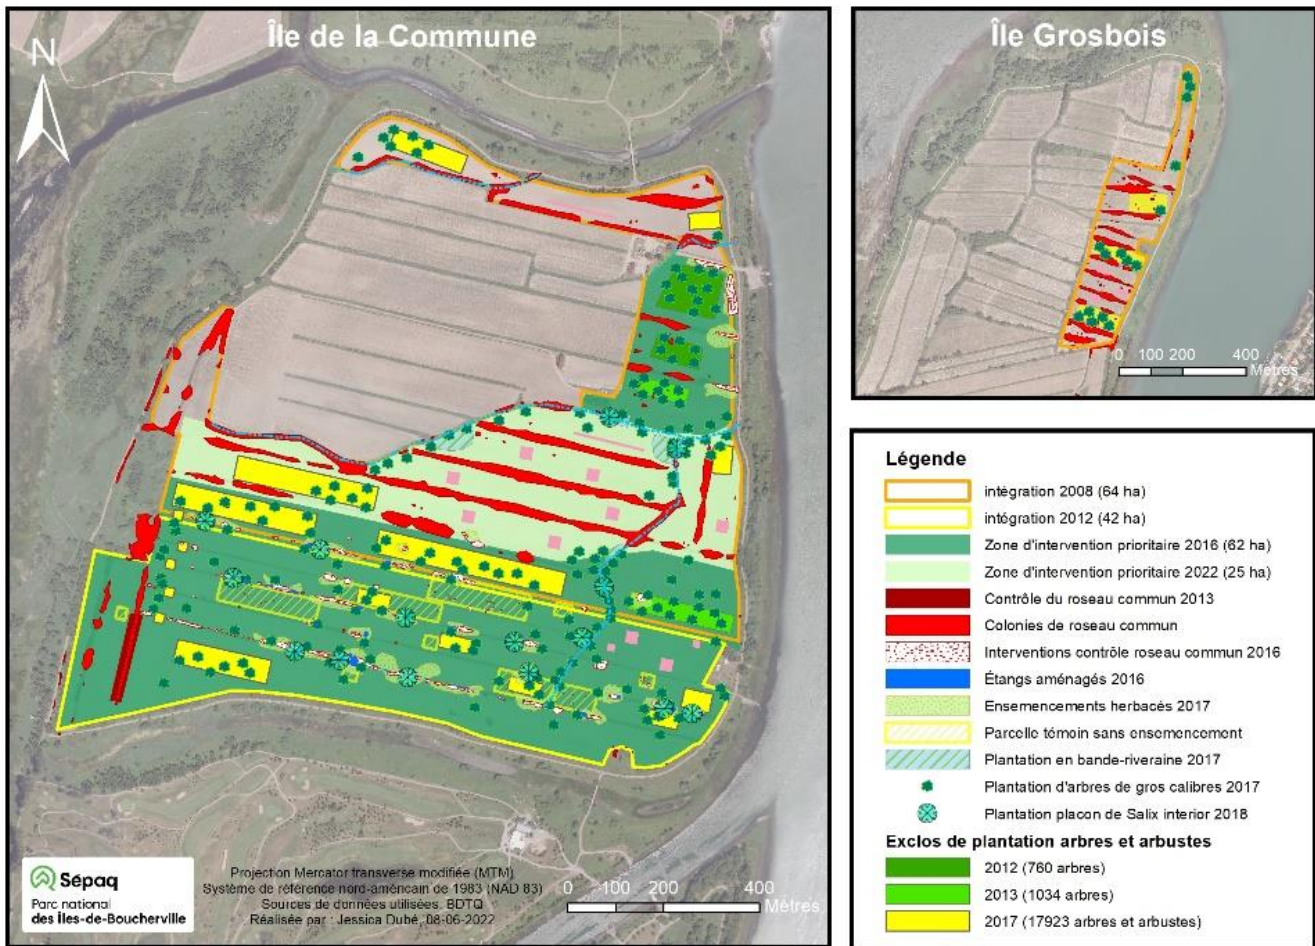 Île de la Commune
N
Sépaq
Parc national
des Îles-de-Boucherville
Projection Mercator transverse modifiée (MTM)
Système de référence nord-américain de 1983 (NAD 83)
Sources de données utilisées: BDTQ
Réalisée par : Jessica Dubé, 08-06-2022
0 100 200 400
Mètres
Île Grosbois
0 100 200 400
Mètres
Légende
intégration 2008 (64 ha)
intégration 2012 (42 ha)
Zone d'intervention prioritaire 2016 (62 ha)
Zone d'intervention prioritaire 2022 (25 ha)
Contrôle du roseau commun 2013
Colonies de roseau commun
Interventions contrôle roseau commun 2016
Étangs aménagés 2016
Ensemencements herbacés 2017
Parcelle témoin sans ensemencement
Plantation en bande-riveraine 2017
Plantation d'arbres de gros calibres 2017
Plantation plaçon de Salix interior 2018
Exclos de plantation arbres et arbustes
2012 (760 arbres)
2013 (1034 arbres)
2017 (17923 arbres et arbustes)